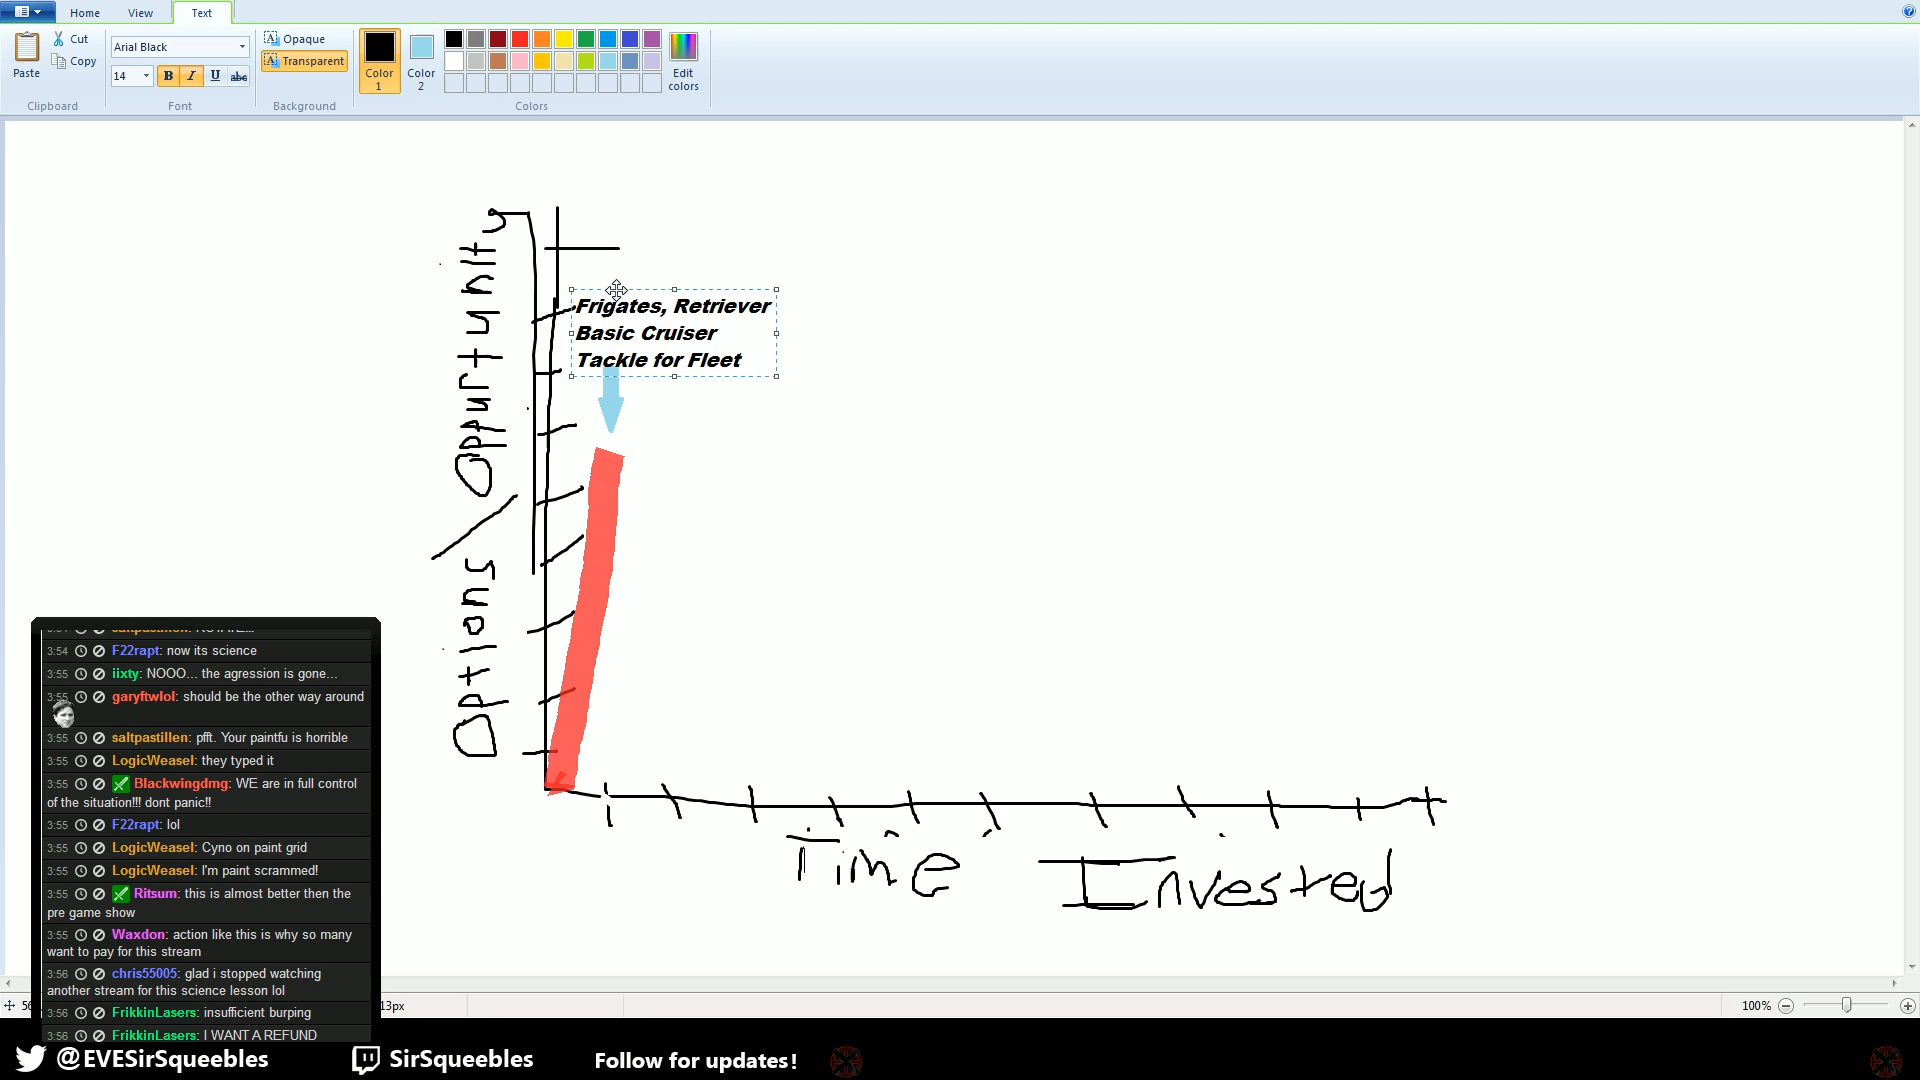 Home View Text
Paste
Cut
Copy
Clipboard
Arial Black
14
B I U abc
Font
Opaque
Transparent
Background
Color 1
Color 2
Edit colors
Colors
Options / Oppurtunity
Frigates, Retriever
Basic Cruiser
Tackle for Fleet
Time Invested
3:54 F22rapt: now its science
3:55 iixty: NOOO... the agression is gone...
3:55 garyftwlol: should be the other way around
3:55 saltpastillen: pfft. Your paintfu is horrible
3:55 LogicWeasel: they typed it
3:55 Blackwingdmg: WE are in full control
of the situation!!! dont panic!!
3:55 F22rapt: lol
3:55 LogicWeasel: Cyno on paint grid
3:55 LogicWeasel: I'm paint scrammed!
3:55 Ritsum: this is almost better then the
pre game show
3:55 Waxdon: action like this is why so many
want to pay for this stream
3:56 chris55005: glad i stopped watching
another stream for this science lesson lol
3:56 FrikkinLasers: insufficient burping
3:56 FrikkinLasers: I WANT A REFUND
13px
100%
@EVESirSqueebles SirSqueebles Follow for updates!